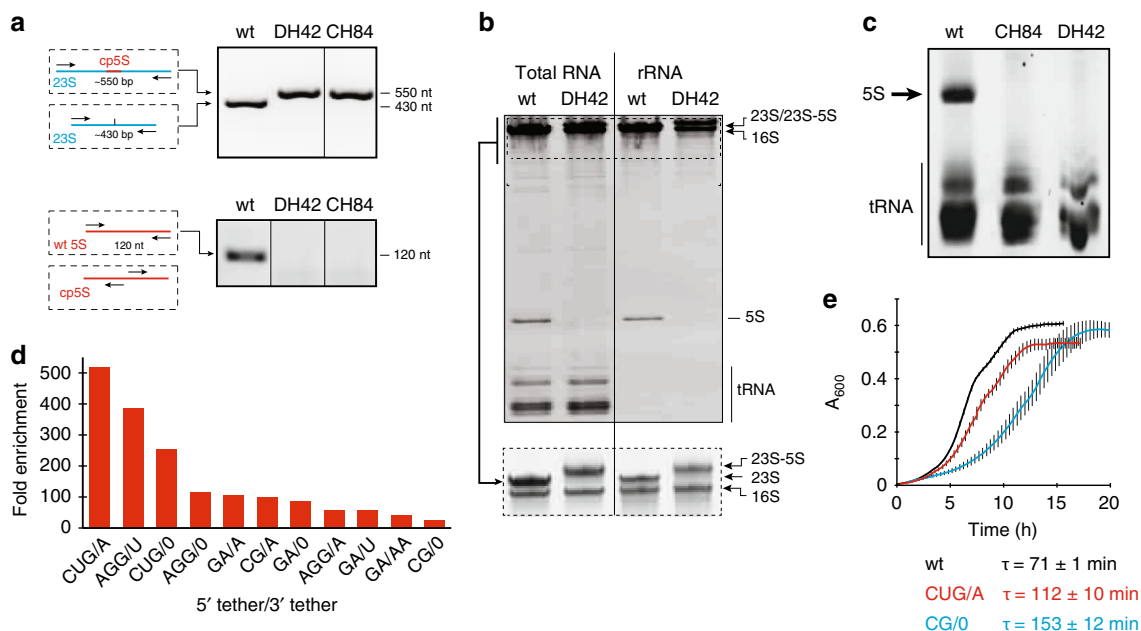 a
wt DH42 CH84
cp5S
23S
~550 bp
23S
~430 bp
550 nt
430 nt
wt DH42 CH84
wt 5S
120 nt
cp5S
120 nt
b
Total RNA rRNA
wt DH42 wt DH42
23S/23S-5S
16S
5S
tRNA
23S-5S
23S
16S
c
wt CH84 DH42
5S
tRNA
d
Fold enrichment
500
400
300
200
100
0
CUG/A AGG/U CUG/0 AGG/0 GA/A CG/A GA/0 AGG/A GA/U GA/AA CG/0
5′ tether/3′ tether
e
A600
0.6
0.4
0.2
0
0 5 10 15 20
Time (h)
wt τ = 71 ± 1 min
CUG/A τ = 112 ± 10 min
CG/0 τ = 153 ± 12 min